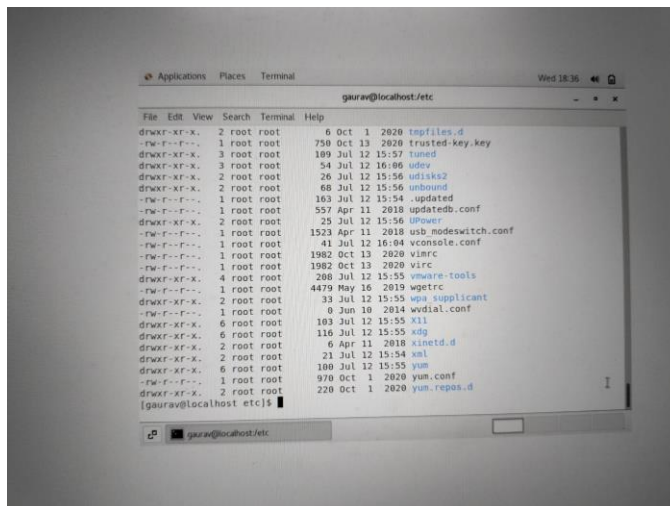 Applications Places Terminal Wed 18:36
gaurav@localhost:/etc
File Edit View Search Terminal Help
drwxr-xr-x. 2 root root 6 Oct 1 2020 tmpfiles.d
-rw-r--r--. 1 root root 750 Oct 13 2020 trusted-key.key
drwxr-xr-x. 3 root root 109 Jul 12 15:57 tuned
drwxr-xr-x. 3 root root 54 Jul 12 16:06 udev
drwxr-xr-x. 2 root root 26 Jul 12 15:56 udisks2
drwxr-xr-x. 2 root root 68 Jul 12 15:56 unbound
-rw-r--r--. 1 root root 163 Jul 12 15:54 .updated
-rw-r--r--. 1 root root 557 Apr 11 2018 updatedb.conf
drwxr-xr-x. 2 root root 25 Jul 12 15:56 UPower
-rw-r--r--. 1 root root 1523 Apr 11 2018 usb_modeswitch.conf
-rw-r--r--. 1 root root 41 Jul 12 16:04 vconsole.conf
-rw-r--r--. 1 root root 1982 Oct 13 2020 vimrc
-rw-r--r--. 1 root root 1982 Oct 13 2020 virc
drwxr-xr-x. 4 root root 208 Jul 12 15:55 vmware-tools
-rw-r--r--. 1 root root 4479 May 16 2019 wgetrc
drwxr-xr-x. 2 root root 33 Jul 12 15:55 wpa_supplicant
-rw-r--r--. 1 root root 0 Jun 10 2014 wvdial.conf
drwxr-xr-x. 6 root root 103 Jul 12 15:55 X11
drwxr-xr-x. 6 root root 116 Jul 12 15:55 xdg
drwxr-xr-x. 2 root root 6 Apr 11 2018 xinetd.d
drwxr-xr-x. 2 root root 21 Jul 12 15:54 xml
drwxr-xr-x. 6 root root 100 Jul 12 15:55 yum
-rw-r--r--. 1 root root 970 Oct 1 2020 yum.conf
drwxr-xr-x. 2 root root 220 Oct 1 2020 yum.repos.d
[gaurav@localhost etc]$
gaurav@localhost:/etc